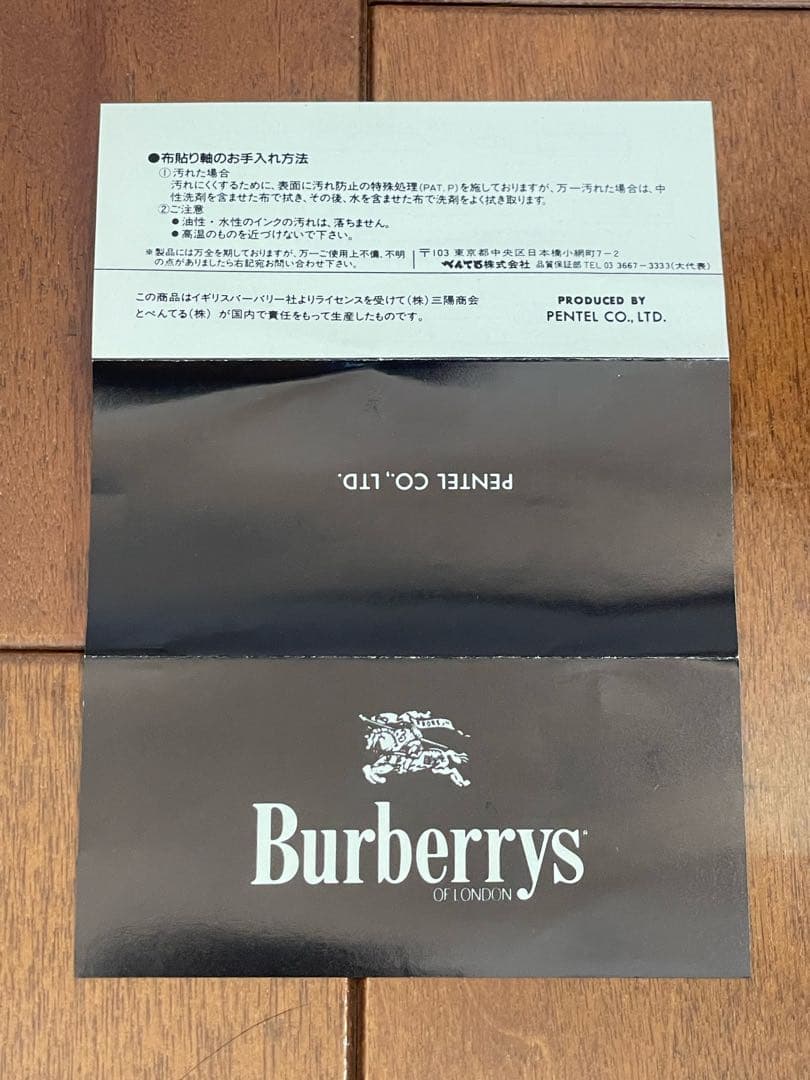 ●布貼り軸のお手入れ方法
①汚れた場合
汚れにくくするために、表面に汚れ防止の特殊処理(PAT, P)を施しておりますが、万一汚れた場合は、中
性洗剤を含ませた布で拭き、その後、水を含ませた布で洗剤をよく拭き取ります。
②ご注意
●油性・水性のインクの汚れは、落ちません。
●高温のものを近づけないで下さい。
※製品には万全を期しておりますが、万一ご使用上不備、不明
の点がありましたら右記宛お問い合わせ下さい。
〒103 東京都中央区日本橋小網町7−2
ぺんてる株式会社 品質保証部 TEL 03 3667−3333(大代表)
この商品はイギリスバーバリー社よりライセンスを受けて(株)三陽商会
とぺんてる(株)が国内で責任をもって生産したものです。
PRODUCED BY
PENTEL CO., LTD.
PENTEL CO., LTD.
Burberrys
OF LONDON